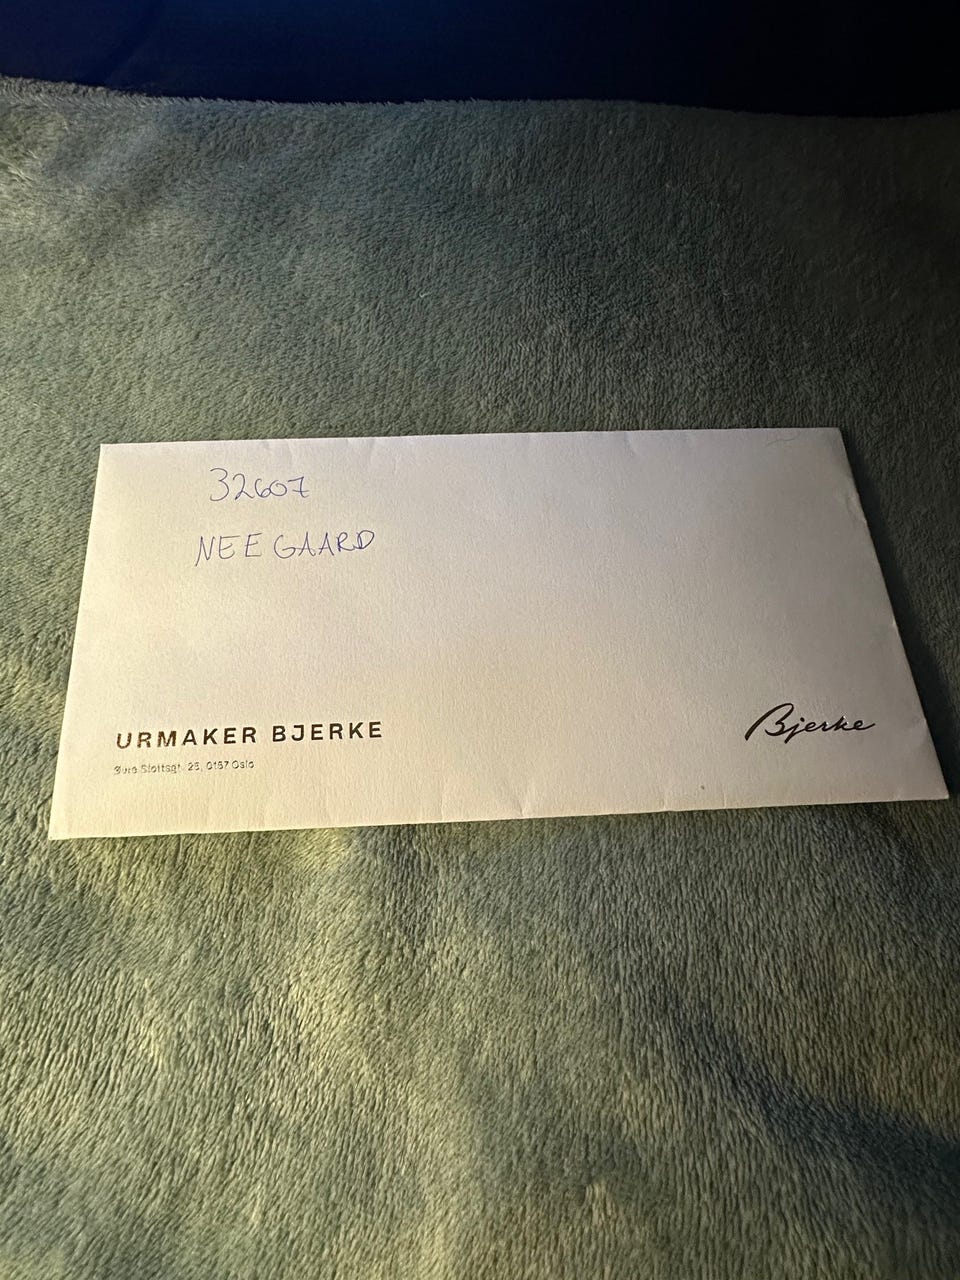 32607
NEEGAARD
URMAKER BJERKE
Øvre Slottsgt. 25, 0157 Oslo
Bjerke